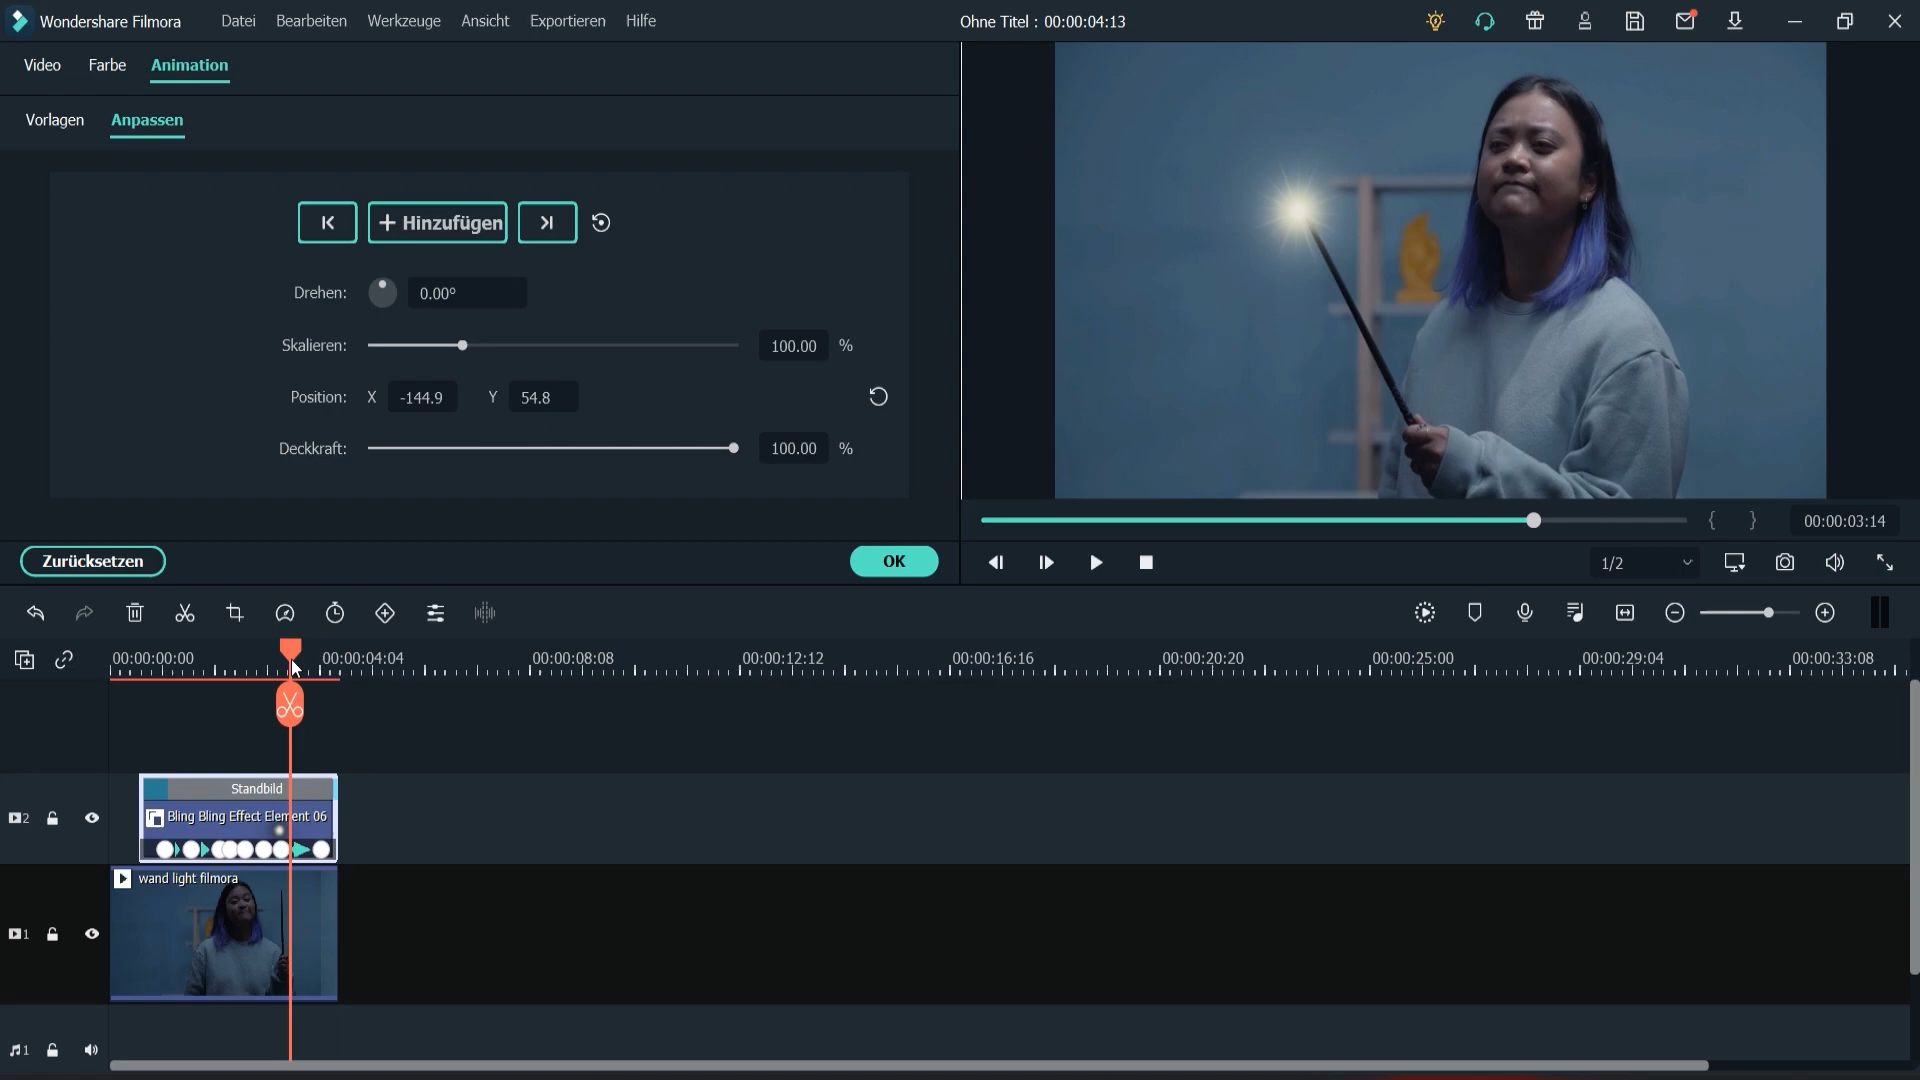 Wondershare Filmora Datei Bearbeiten Werkzeuge Ansicht Exportieren Hilfe Ohne Titel : 00:00:04:13
Video Farbe Animation
Vorlagen Anpassen
+ Hinzufügen
Drehen: 0.00°
Skalieren: 100.00 %
Position: X -144.9 Y 54.8
Deckkraft: 100.00 %
{ } 00:00:03:14
Zurücksetzen OK
1/2
00:00:00:00 00:00:04:04 00:00:08:08 00:00:12:12 00:00:16:16 00:00:20:20 00:00:25:00 00:00:29:04 00:00:33:08
Standbild
2
Bling Bling Effect Element 06
wand light filmora
1
1